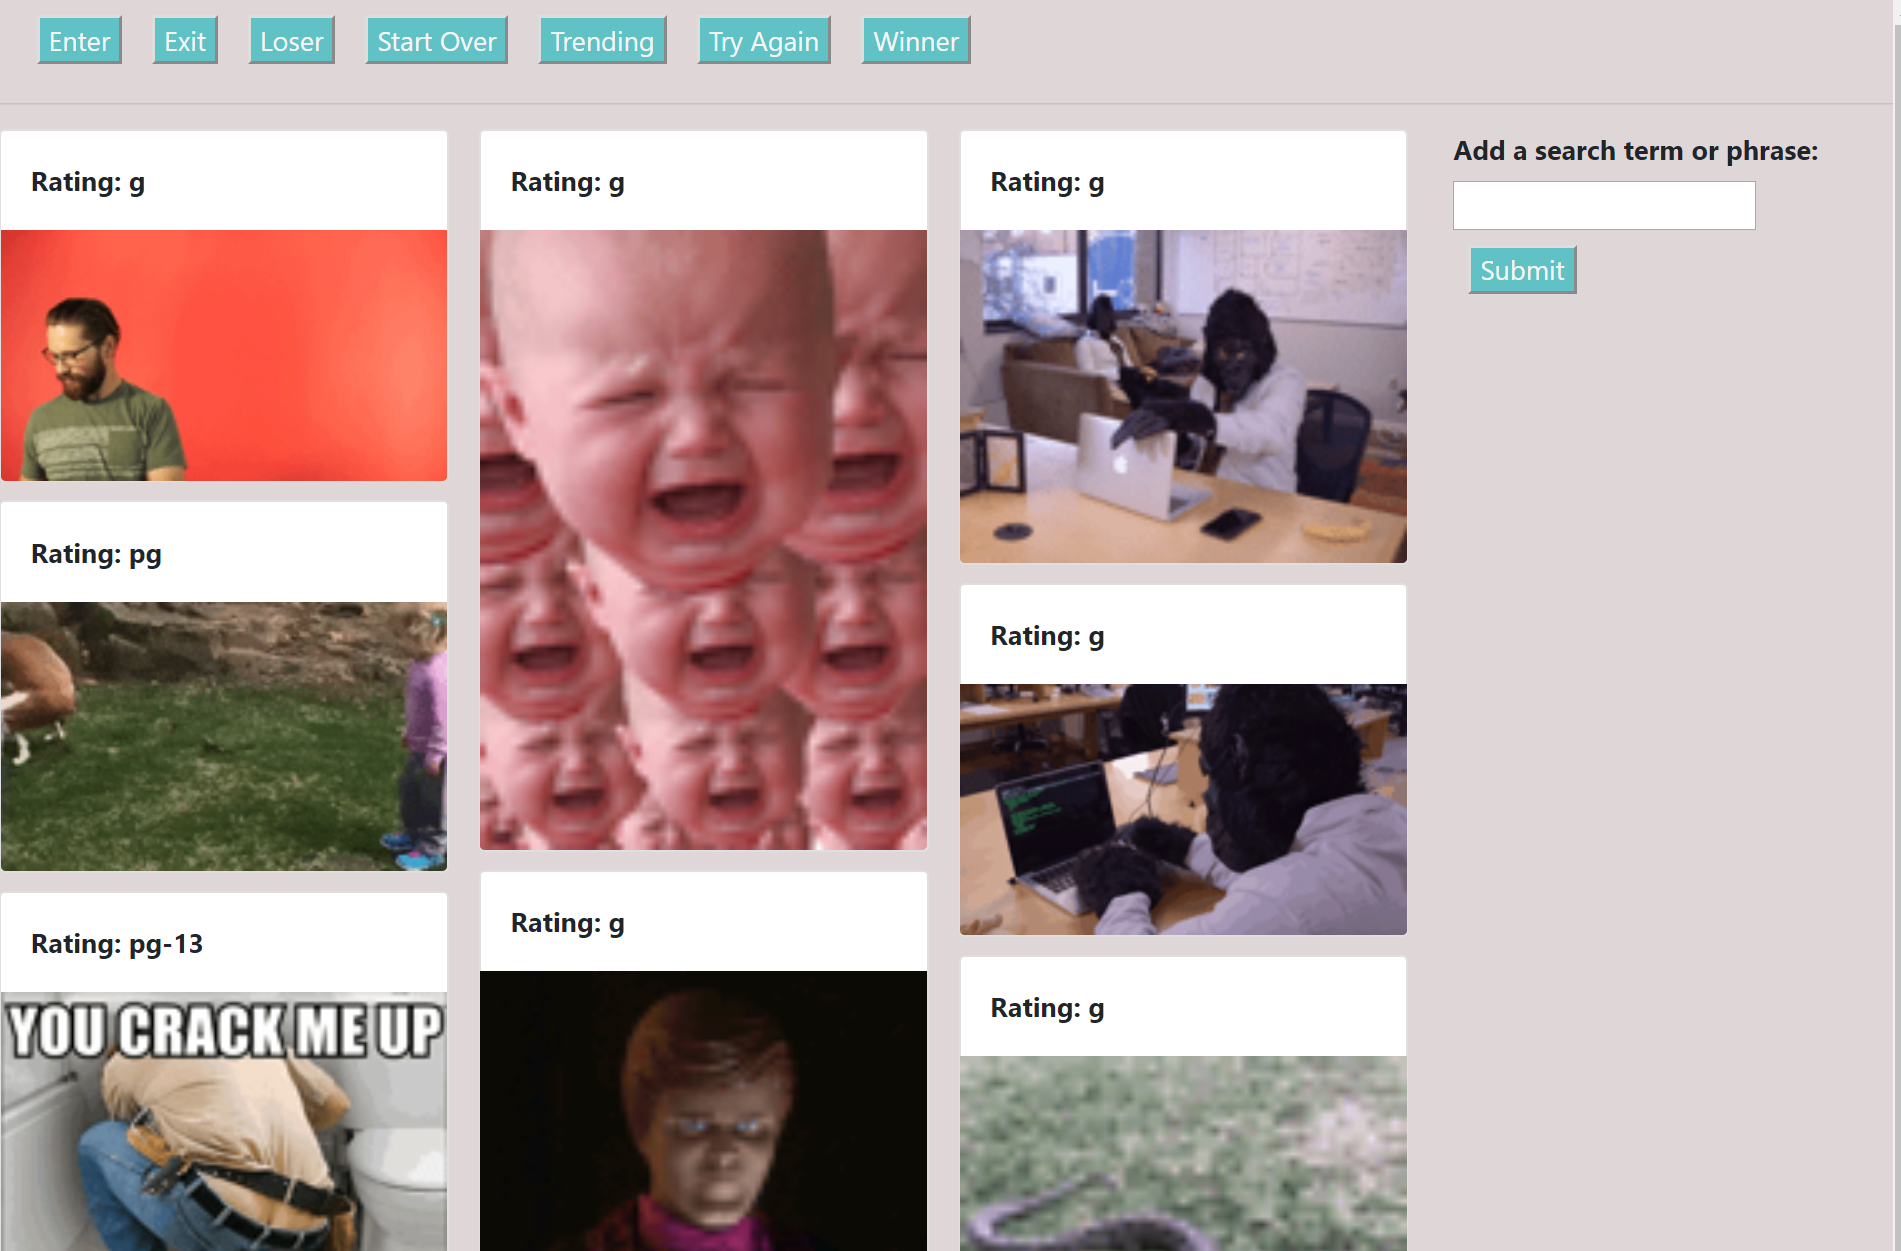 Enter Exit Loser Start Over Trending Try Again Winner
Rating: g
Rating: pg
Rating: pg-13
YOU CRACK ME UP
Rating: g
Rating: g
Rating: g
Rating: g
Rating: g
Add a search term or phrase:
Submit